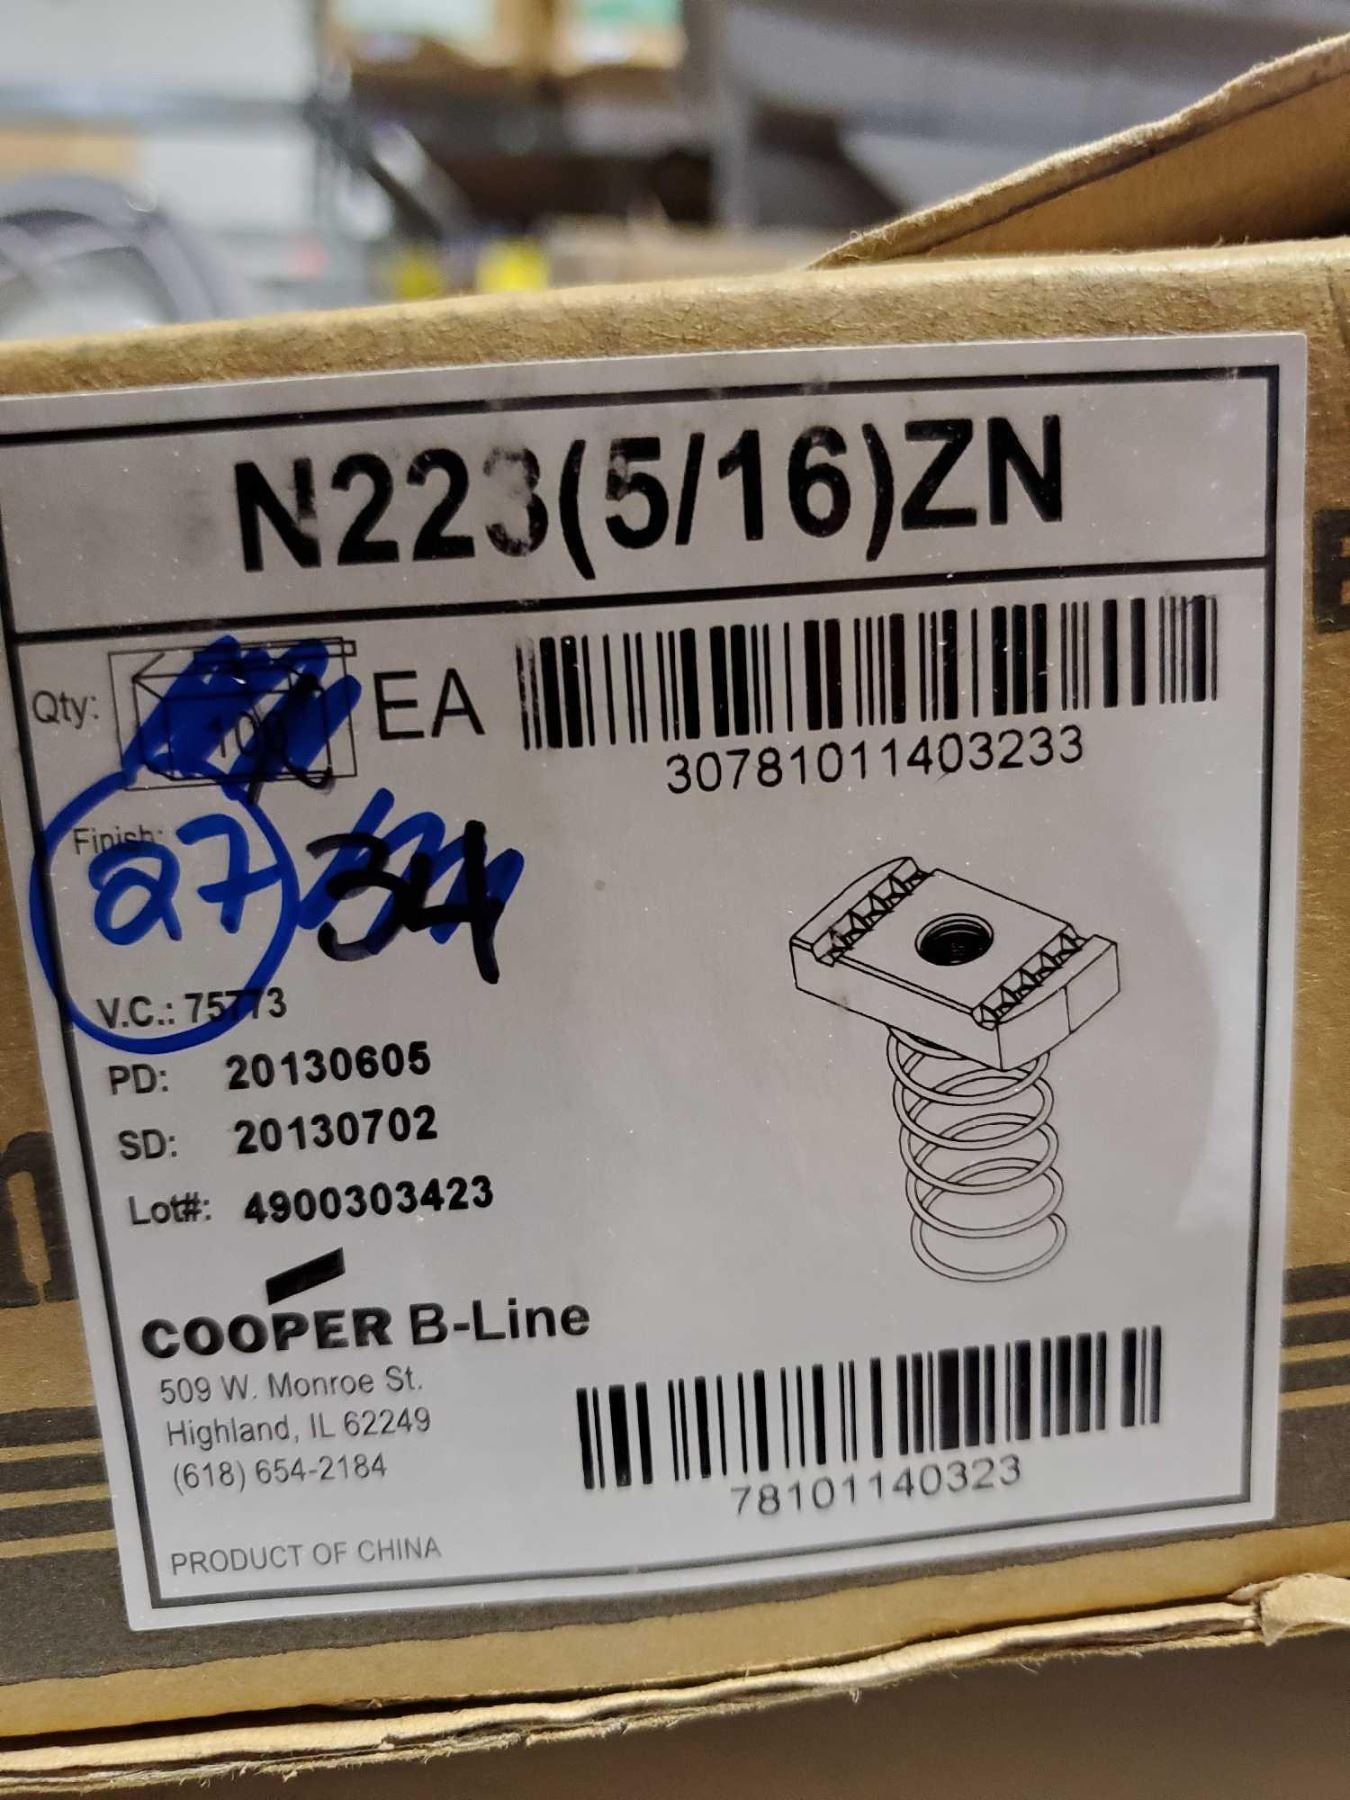 N223(5/16)ZN
Qty: EA
30781011403233
Finish:
27 34
V.C.: 75773
PD: 20130605
SD: 20130702
Lot#: 4900303423
COOPER B-Line
509 W. Monroe St.
Highland, IL 62249
(618) 654-2184
78101140323
PRODUCT OF CHINA